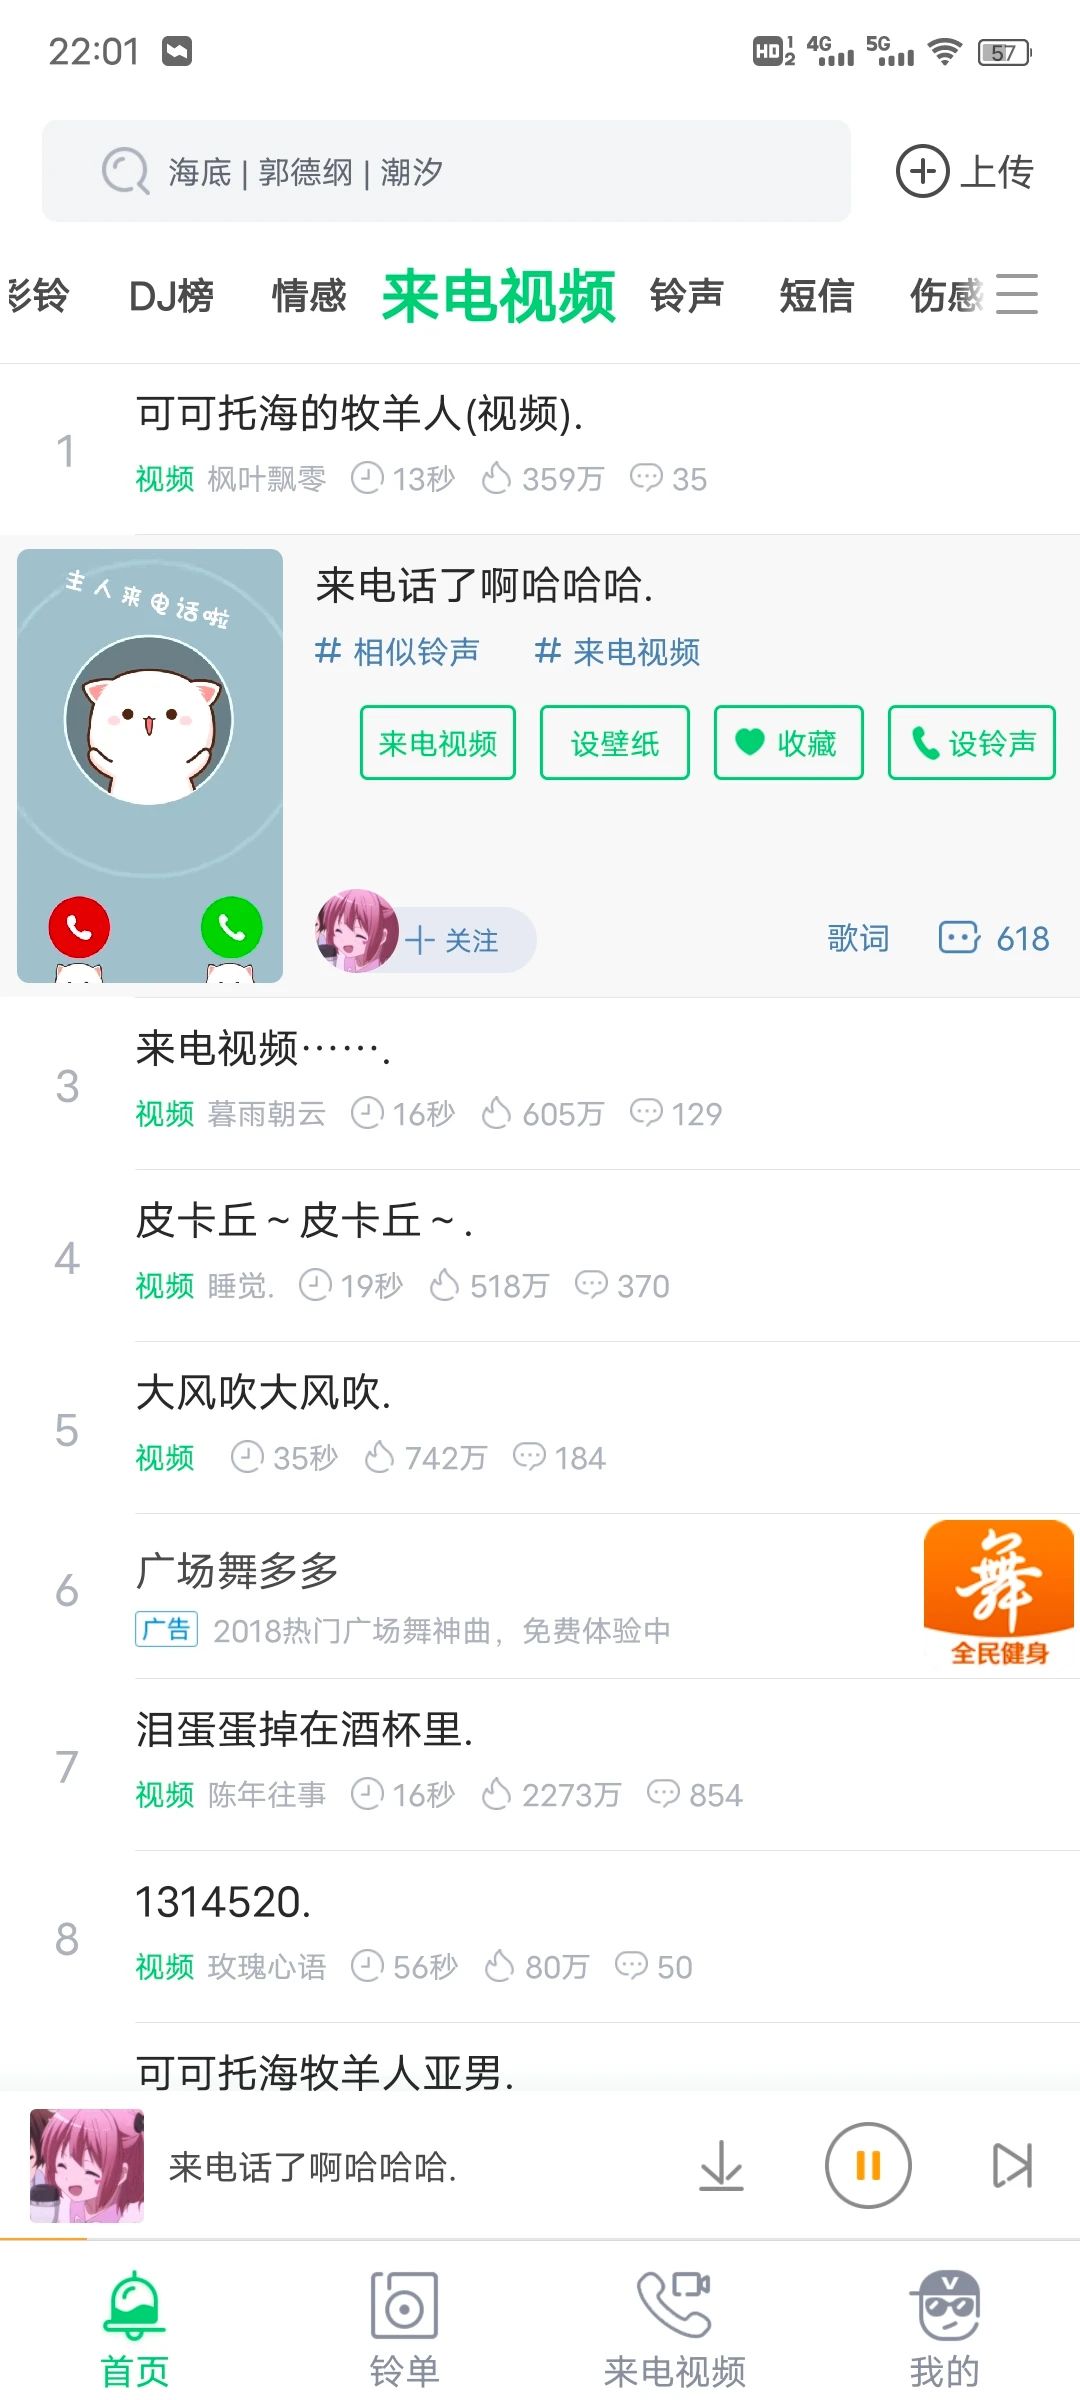 22:01 HD 1 2 4G 5G 57
海底 | 郭德纲 | 潮汐 上传
彩铃 DJ榜 情感 来电视频 铃声 短信 伤感
1 可可托海的牧羊人(视频).
视频 枫叶飘零 13秒 359万 35
主人来电话啦
来电话了啊哈哈哈.
# 相似铃声 # 来电视频
来电视频 设壁纸 收藏 设铃声
关注 歌词 618
3 来电视频…….
视频 暮雨朝云 16秒 605万 129
4 皮卡丘～皮卡丘～.
视频 睡觉. 19秒 518万 370
5 大风吹大风吹.
视频 35秒 742万 184
6 广场舞多多
广告 2018热门广场舞神曲，免费体验中
舞
全民健身
7 泪蛋蛋掉在酒杯里.
视频 陈年往事 16秒 2273万 854
8 1314520.
视频 玫瑰心语 56秒 80万 50
可可托海牧羊人亚男.
来电话了啊哈哈哈.
首页 铃单 来电视频 我的